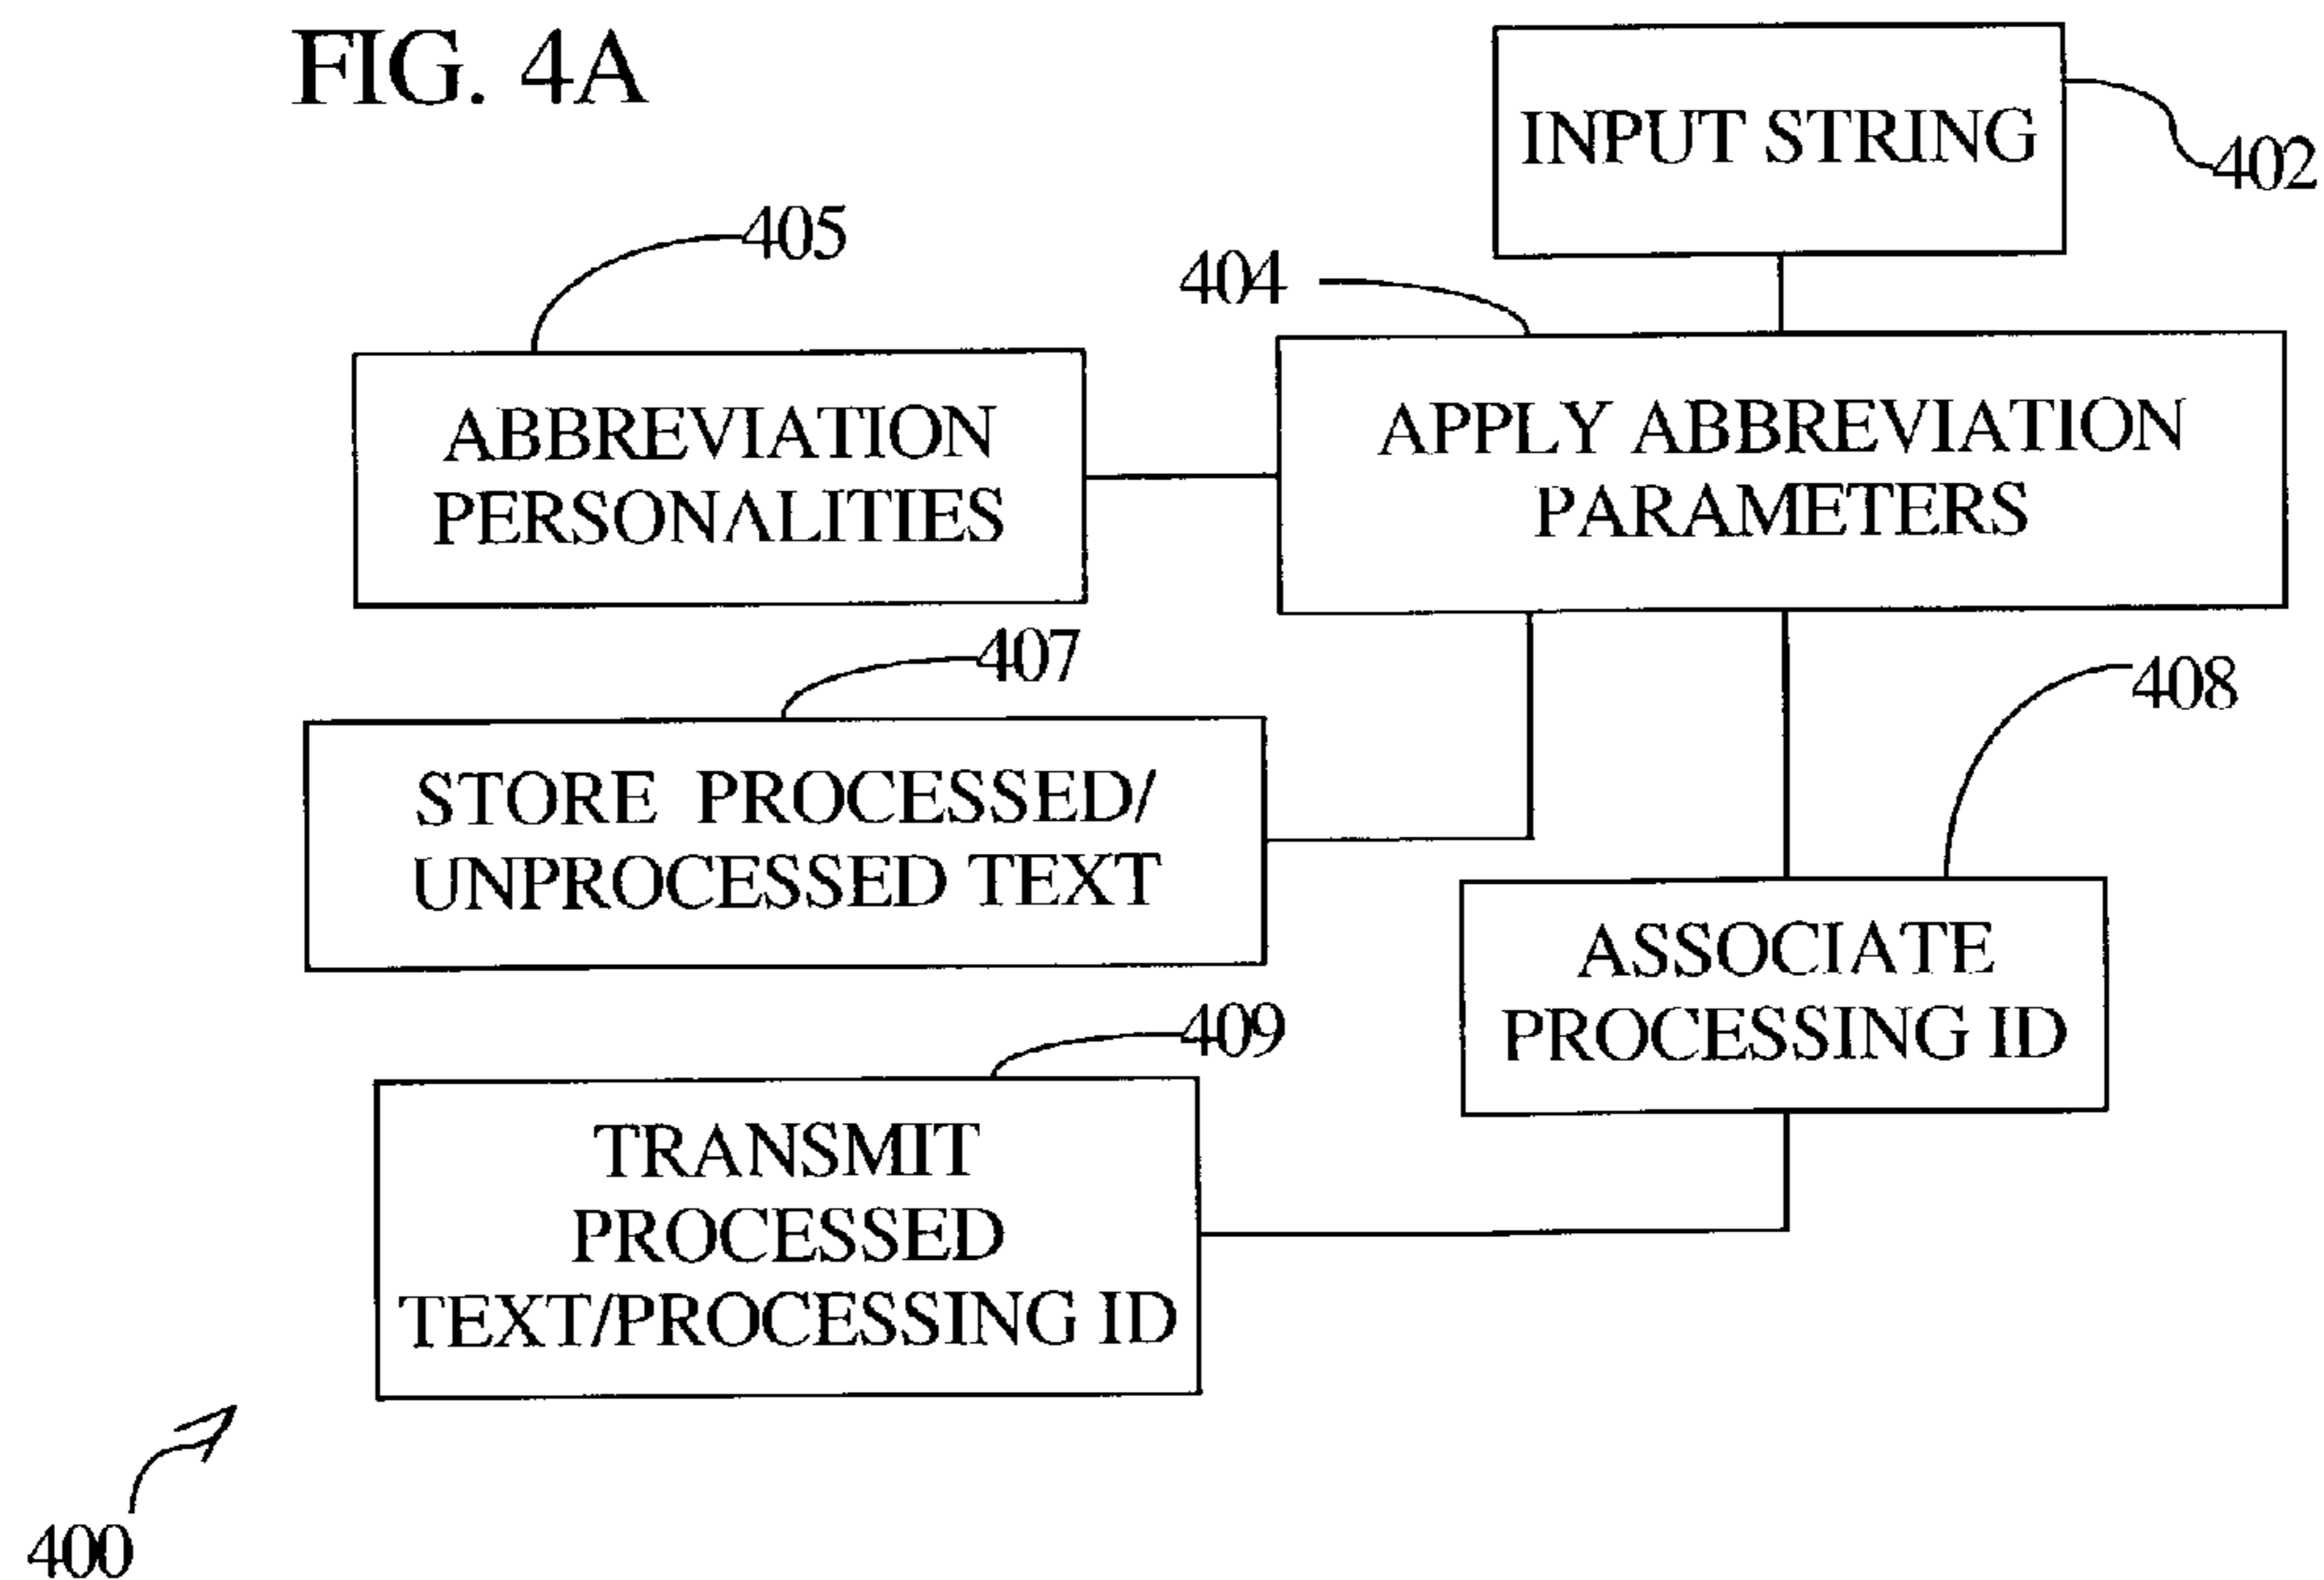 FIG. 4A
INPUT STRING
402
405
404
ABBREVIATION
PERSONALITIES
APPLY ABBREVIATION
PARAMETERS
407
408
STORE PROCESSED/
UNPROCESSED TEXT
ASSOCIATE
PROCESSING ID
409
TRANSMIT
PROCESSED
TEXT/PROCESSING ID
400